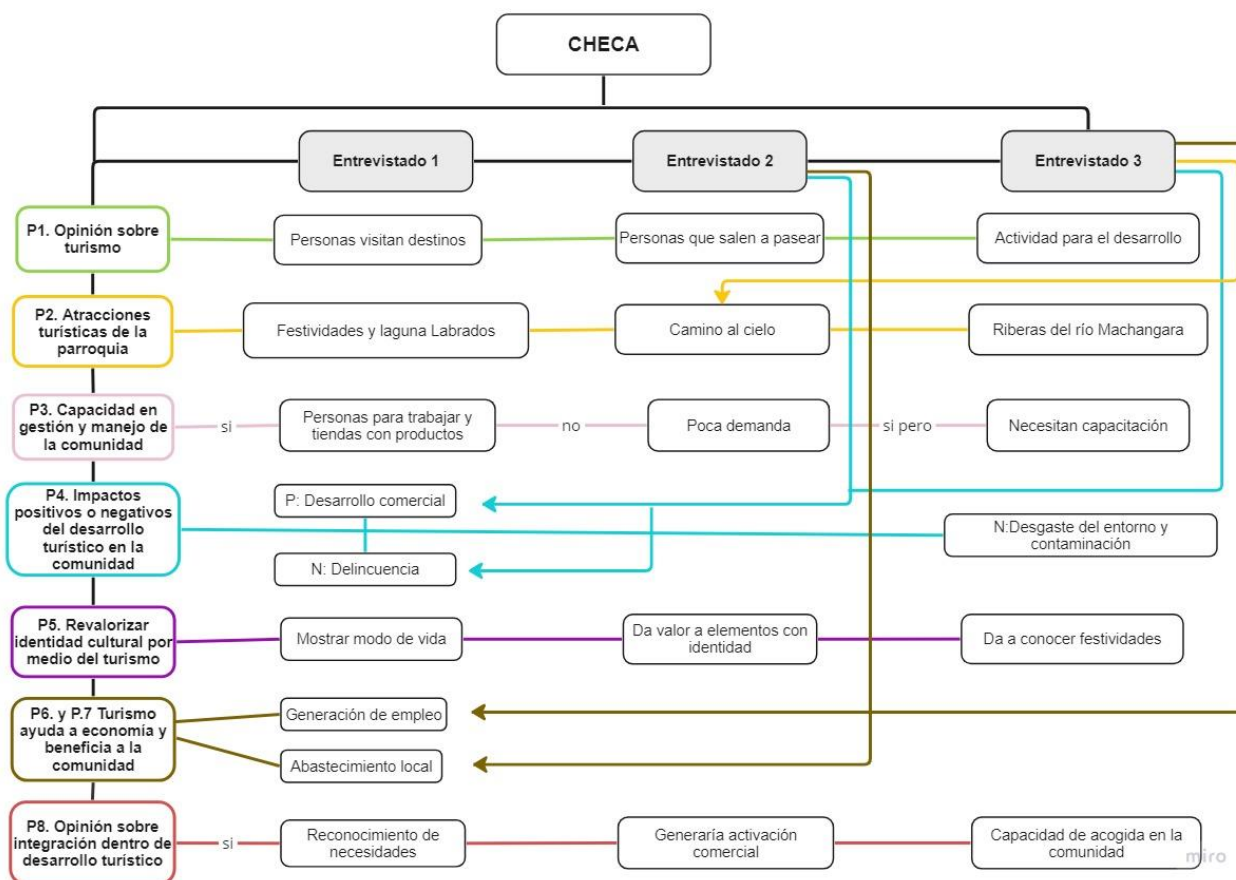 CHECA
Entrevistado 1
Entrevistado 2
Entrevistado 3
P1. Opinión sobre
turismo
Personas visitan destinos
Personas que salen a pasear
Actividad para el desarrollo
P2. Atracciones
turísticas de la
parroquia
Festividades y laguna Labrados
Camino al cielo
Riberas del río Machangara
P3. Capacidad en
gestión y manejo de
la comunidad
si
Personas para trabajar y
tiendas con productos
no
Poca demanda
si pero
Necesitan capacitación
P4. Impactos
positivos o negativos
del desarrollo
turístico en la
comunidad
P: Desarrollo comercial
N: Delincuencia
N:Desgaste del entorno y
contaminación
P5. Revalorizar
identidad cultural por
medio del turismo
Mostrar modo de vida
Da valor a elementos con
identidad
Da a conocer festividades
P6. y P.7 Turismo
ayuda a economía y
beneficia a la
comunidad
Generación de empleo
Abastecimiento local
P8. Opinión sobre
integración dentro de
desarrollo turístico
si
Reconocimiento de
necesidades
Generaría activación
comercial
Capacidad de acogida en la
comunidad
miro